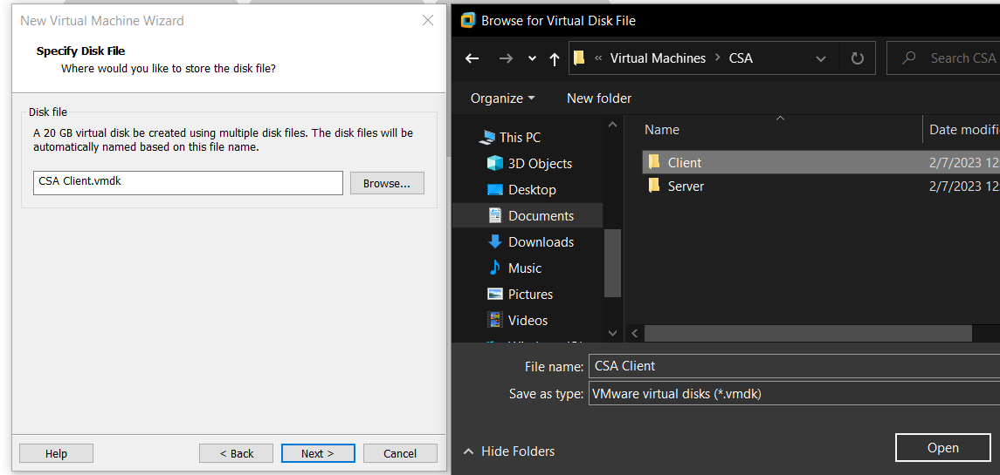 New Virtual Machine Wizard
Specify Disk File
Where would you like to store the disk file?
Disk file
A 20 GB virtual disk be created using multiple disk files. The disk files will be
automatically named based on this file name.
CSA Client.vmdk
Browse...
Help
< Back
Next >
Cancel
Browse for Virtual Disk File
« Virtual Machines > CSA
Search CSA
Organize
New folder
This PC
3D Objects
Desktop
Documents
Downloads
Music
Pictures
Videos
Name
Date modifi
Client
2/7/2023 12
Server
2/7/2023 12
File name: CSA Client
Save as type: VMware virtual disks (*.vmdk)
Hide Folders
Open